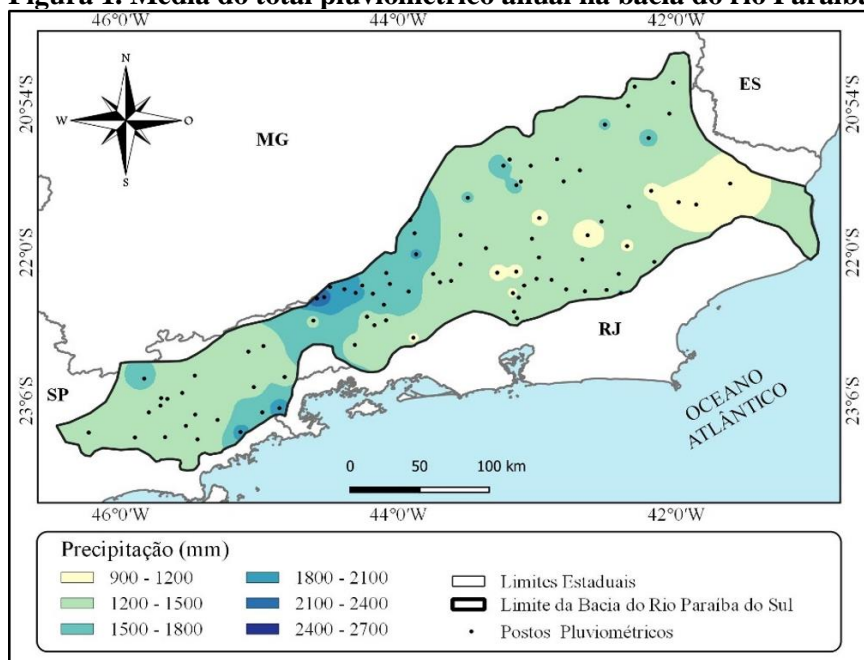 Figura 1. Média do total pluviométrico anual na bacia do rio Paraíba
46°0'W 44°0'W 42°0'W
20°54'S 20°54'S
22°0'S 22°0'S
23°6'S 23°6'S
N
W O
S
MG
ES
RJ
SP
OCEANO
ATLÂNTICO
0 50 100 km
46°0'W 44°0'W 42°0'W
Precipitação (mm)
900 - 1200
1200 - 1500
1500 - 1800
1800 - 2100
2100 - 2400
2400 - 2700
Limites Estaduais
Limite da Bacia do Rio Paraíba do Sul
Postos Pluviométricos